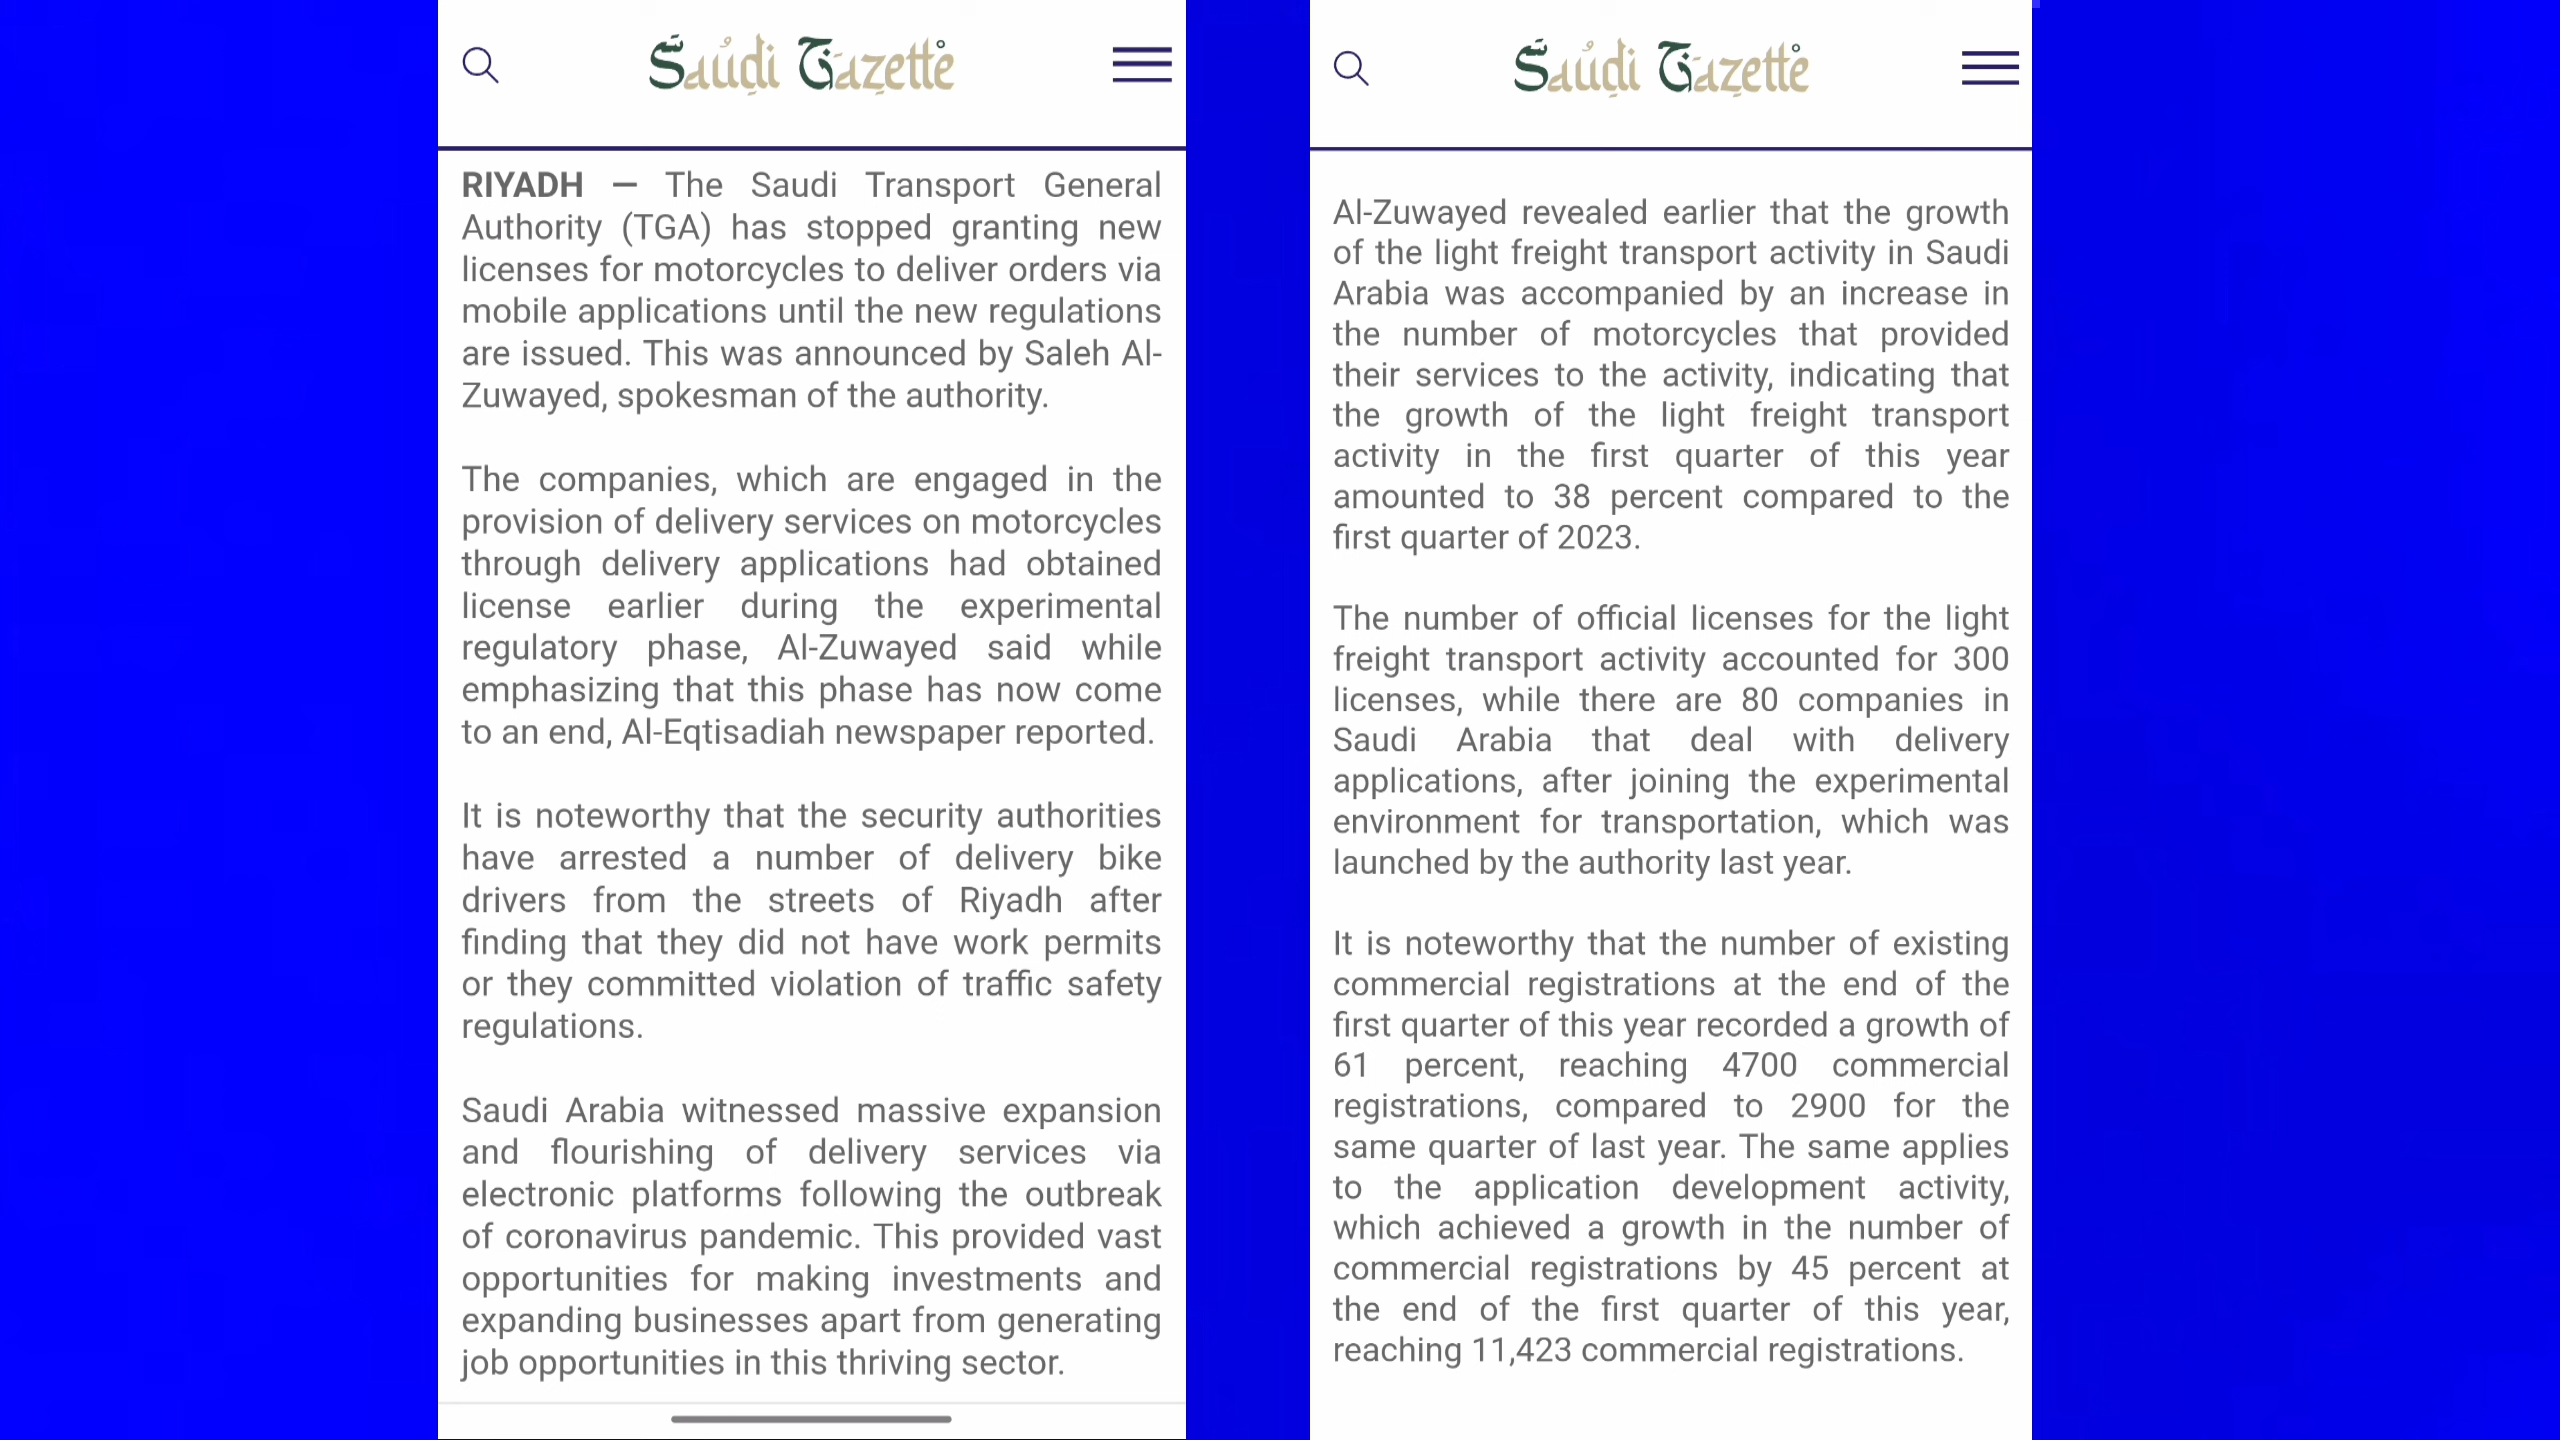 Saudi Gazette
RIYADH — The Saudi Transport General
Authority (TGA) has stopped granting new
licenses for motorcycles to deliver orders via
mobile applications until the new regulations
are issued. This was announced by Saleh Al-
Zuwayed, spokesman of the authority.
The companies, which are engaged in the
provision of delivery services on motorcycles
through delivery applications had obtained
license earlier during the experimental
regulatory phase, Al-Zuwayed said while
emphasizing that this phase has now come
to an end, Al-Eqtisadiah newspaper reported.
It is noteworthy that the security authorities
have arrested a number of delivery bike
drivers from the streets of Riyadh after
finding that they did not have work permits
or they committed violation of traffic safety
regulations.
Saudi Arabia witnessed massive expansion
and flourishing of delivery services via
electronic platforms following the outbreak
of coronavirus pandemic. This provided vast
opportunities for making investments and
expanding businesses apart from generating
job opportunities in this thriving sector.
Saudi Gazette
Al-Zuwayed revealed earlier that the growth
of the light freight transport activity in Saudi
Arabia was accompanied by an increase in
the number of motorcycles that provided
their services to the activity, indicating that
the growth of the light freight transport
activity in the first quarter of this year
amounted to 38 percent compared to the
first quarter of 2023.
The number of official licenses for the light
freight transport activity accounted for 300
licenses, while there are 80 companies in
Saudi Arabia that deal with delivery
applications, after joining the experimental
environment for transportation, which was
launched by the authority last year.
It is noteworthy that the number of existing
commercial registrations at the end of the
first quarter of this year recorded a growth of
61 percent, reaching 4700 commercial
registrations, compared to 2900 for the
same quarter of last year. The same applies
to the application development activity,
which achieved a growth in the number of
commercial registrations by 45 percent at
the end of the first quarter of this year,
reaching 11,423 commercial registrations.